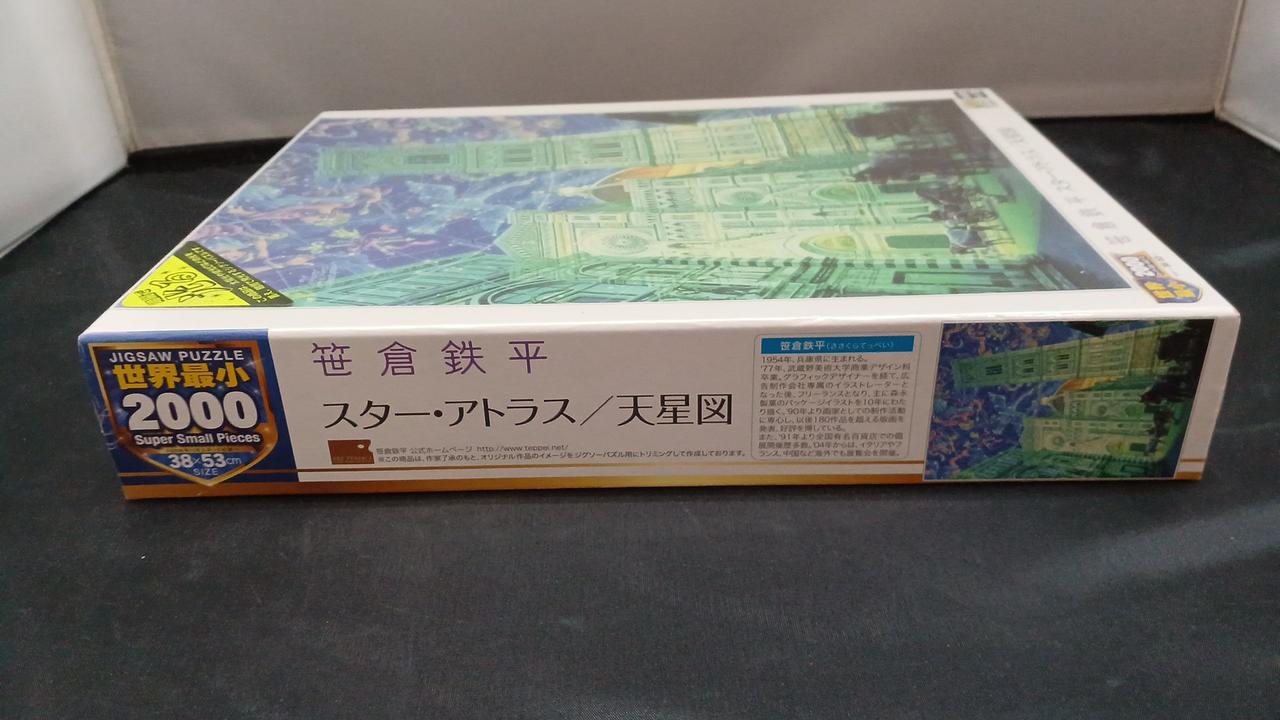 JIGSAW PUZZLE
世界最小
2000
Super Small Pieces
38×53cm
SIZE
笹倉鉄平
スター・アトラス／天星図
笹倉鉄平 公式ホームページ http://www.teppei.net/
※この商品は、作家了承のもと、オリジナル作品のイメージをジグソーパズル用にトリミングして作成しております。
笹倉鉄平(ささくらてっぺい)
1954年、兵庫県に生まれる。
'77年、武蔵野美術大学商業デザイン科
卒業。グラフィックデザイナーを経て、広
告制作会社専属のイラストレーターと
なった後、フリーランスとなり、主に森永
製菓のパッケージイラストを10年にわた
り描く。'90年より画家としての制作活動
に専心し、以後180作品を超える版画を
発表、好評を博している。
また、'91年より全国有名百貨店での個
展開催歴多数。'04年からは、イタリアやフ
ランス、中国など海外でも展覧会を開催。